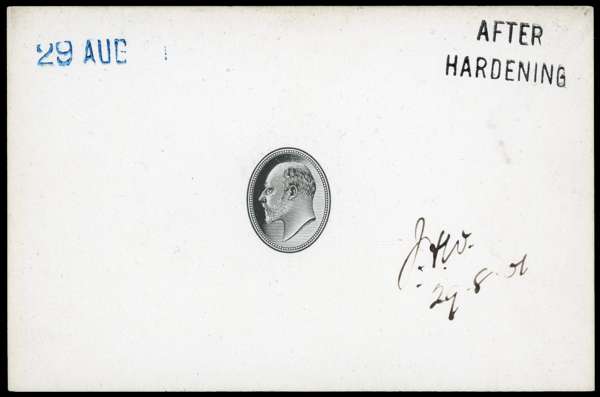 29 AUG
AFTER
HARDENING
J.H.W.
29.8.01